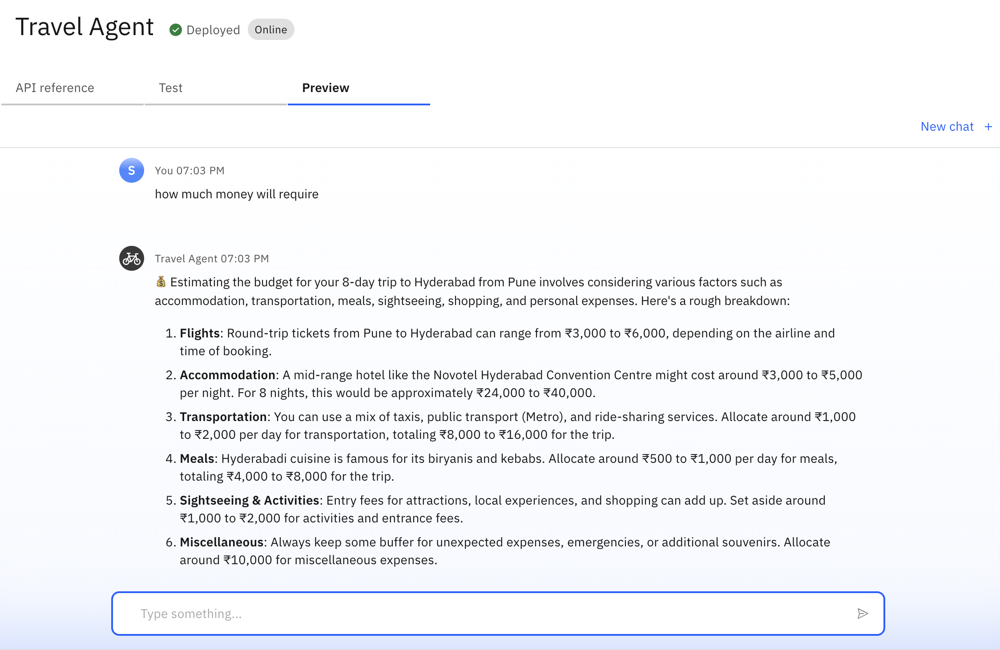 Travel Agent Deployed Online
API reference Test Preview
New chat +
S You 07:03 PM
how much money will require
Travel Agent 07:03 PM
💰 Estimating the budget for your 8-day trip to Hyderabad from Pune involves considering various factors such as
accommodation, transportation, meals, sightseeing, shopping, and personal expenses. Here's a rough breakdown:
1. Flights: Round-trip tickets from Pune to Hyderabad can range from ₹3,000 to ₹6,000, depending on the airline and
time of booking.
2. Accommodation: A mid-range hotel like the Novotel Hyderabad Convention Centre might cost around ₹3,000 to ₹5,000
per night. For 8 nights, this would be approximately ₹24,000 to ₹40,000.
3. Transportation: You can use a mix of taxis, public transport (Metro), and ride-sharing services. Allocate around ₹1,000
to ₹2,000 per day for transportation, totaling ₹8,000 to ₹16,000 for the trip.
4. Meals: Hyderabadi cuisine is famous for its biryanis and kebabs. Allocate around ₹500 to ₹1,000 per day for meals,
totaling ₹4,000 to ₹8,000 for the trip.
5. Sightseeing & Activities: Entry fees for attractions, local experiences, and shopping can add up. Set aside around
₹1,000 to ₹2,000 for activities and entrance fees.
6. Miscellaneous: Always keep some buffer for unexpected expenses, emergencies, or additional souvenirs. Allocate
around ₹10,000 for miscellaneous expenses.
Type something...